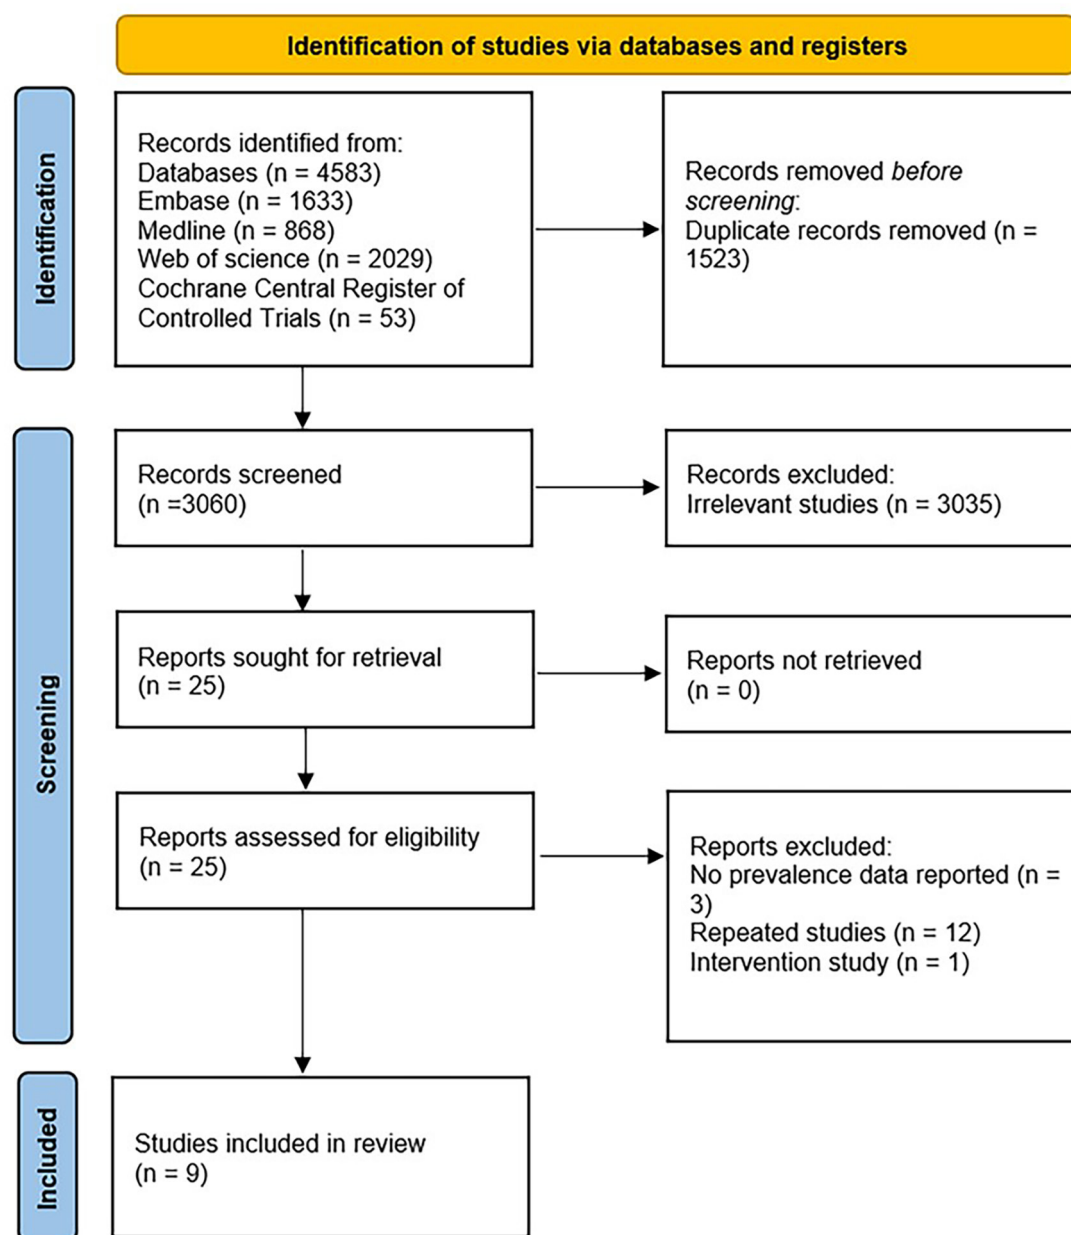 Identification of studies via databases and registers
Identification
Records identified from:
Databases (n = 4583)
Embase (n = 1633)
Medline (n = 868)
Web of science (n = 2029)
Cochrane Central Register of
Controlled Trials (n = 53)
Records removed before
screening:
Duplicate records removed (n =
1523)
Screening
Records screened
(n =3060)
Records excluded:
Irrelevant studies (n = 3035)
Reports sought for retrieval
(n = 25)
Reports not retrieved
(n = 0)
Reports assessed for eligibility
(n = 25)
Reports excluded:
No prevalence data reported (n =
3)
Repeated studies (n = 12)
Intervention study (n = 1)
Included
Studies included in review
(n = 9)